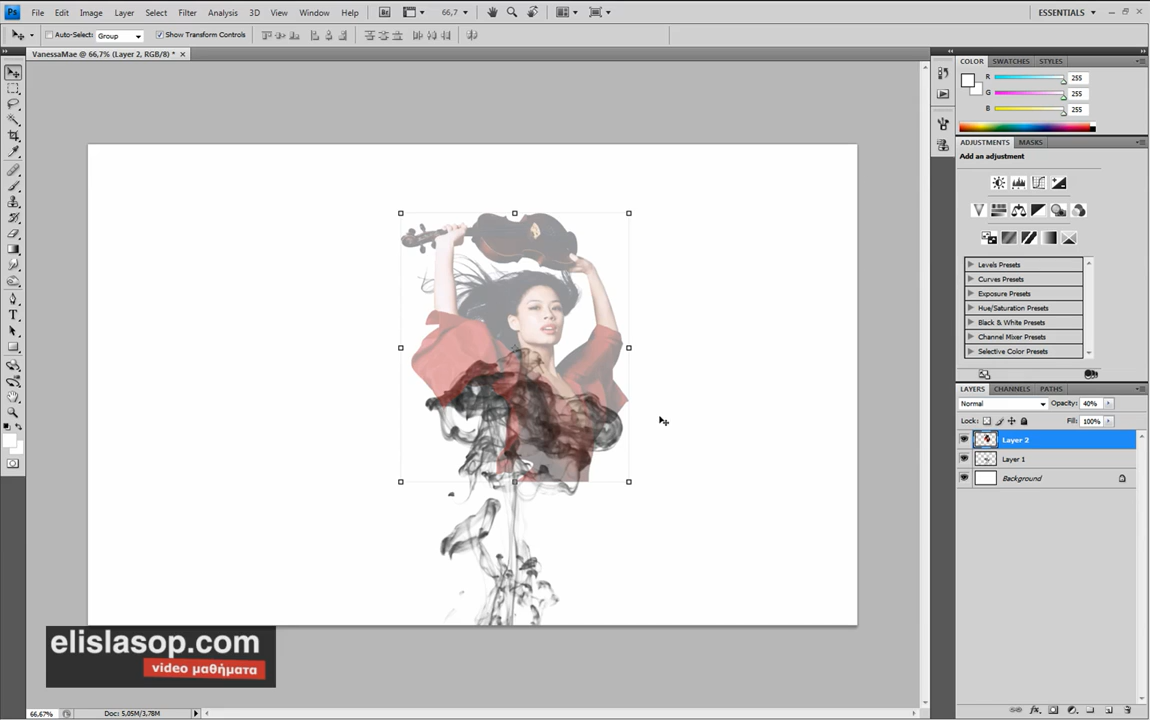 Ps File Edit Image Layer Select Filter Analysis 3D View Window Help Br 66,7 ESSENTIALS
Auto-Select: Group Show Transform Controls
VanessaMae @ 66,7% (Layer 2, RGB/8) *
COLOR SWATCHES STYLES
R 255
G 255
B 255
ADJUSTMENTS MASKS
Add an adjustment
Levels Presets
Curves Presets
Exposure Presets
Hue/Saturation Presets
Black & White Presets
Channel Mixer Presets
Selective Color Presets
LAYERS CHANNELS PATHS
Normal Opacity: 40%
Lock: Fill: 100%
Layer 2
Layer 1
Background
elislasop.com
video μαθήματα
66.67% Doc: 5,05M/3,78M